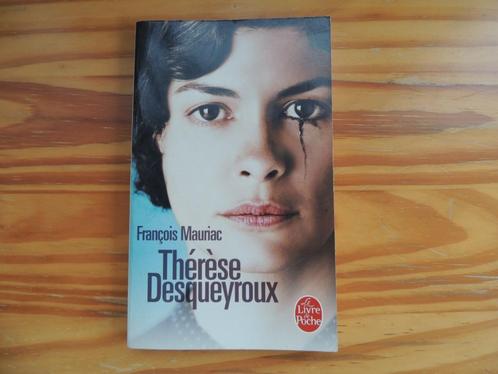 François Mauriac
Thérèse
Desqueyroux
Le
Livre
de
Poche